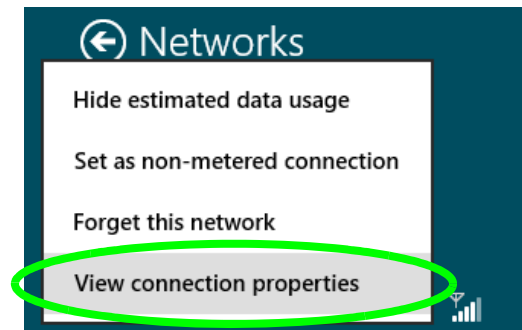 Networks
Hide estimated data usage
Set as non-metered connection
Forget this network
View connection properties